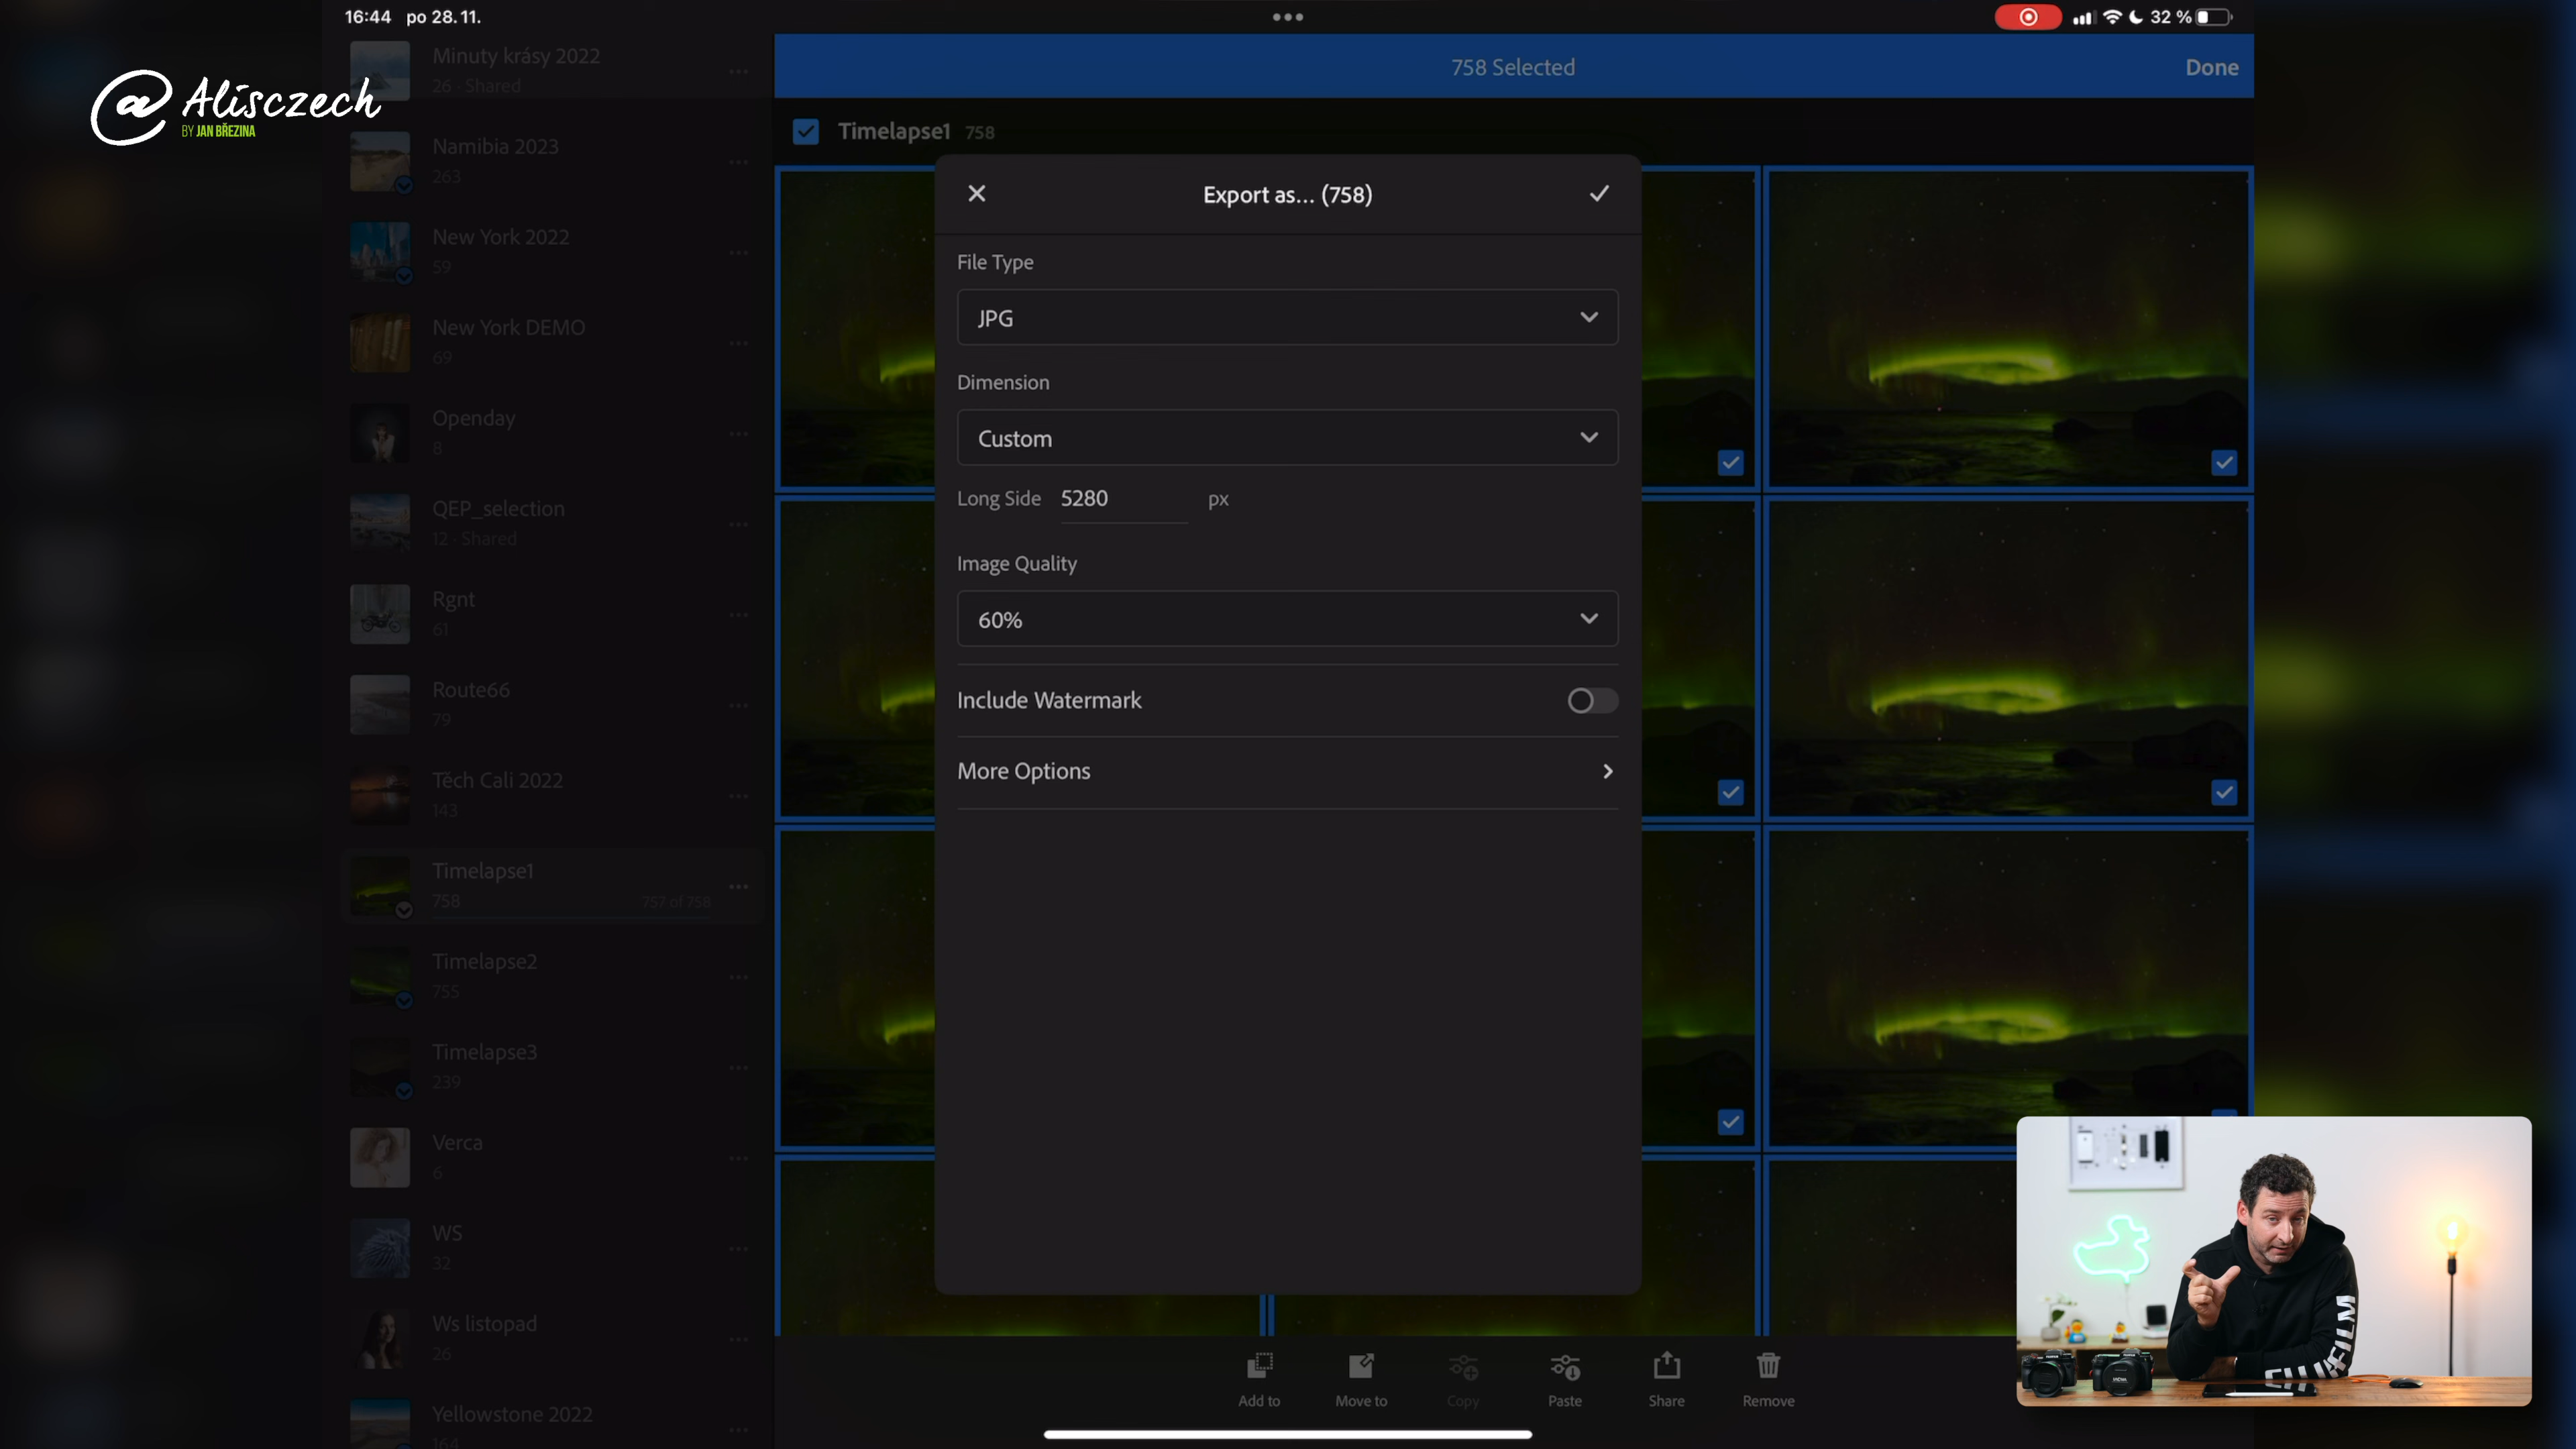 16:44 po 28. 11.
32 %
@Alisczech
BY JAN BŘEZINA
Minuty krásy 2022
26 · Shared
Namibia 2023
263
New York 2022
59
New York DEMO
69
Openday
8
QEP_selection
12 · Shared
Rgnt
61
Route66
79
Těch Cali 2022
143
Timelapse1
758
757 of 758
Timelapse2
755
Timelapse3
239
Verca
6
WS
32
Ws listopad
26
Yellowstone 2022
164
758 Selected
Done
Timelapse1 758
Export as... (758)
File Type
JPG
Dimension
Custom
Long Side 5280 px
Image Quality
60%
Include Watermark
More Options
Add to
Move to
Copy
Paste
Share
Remove